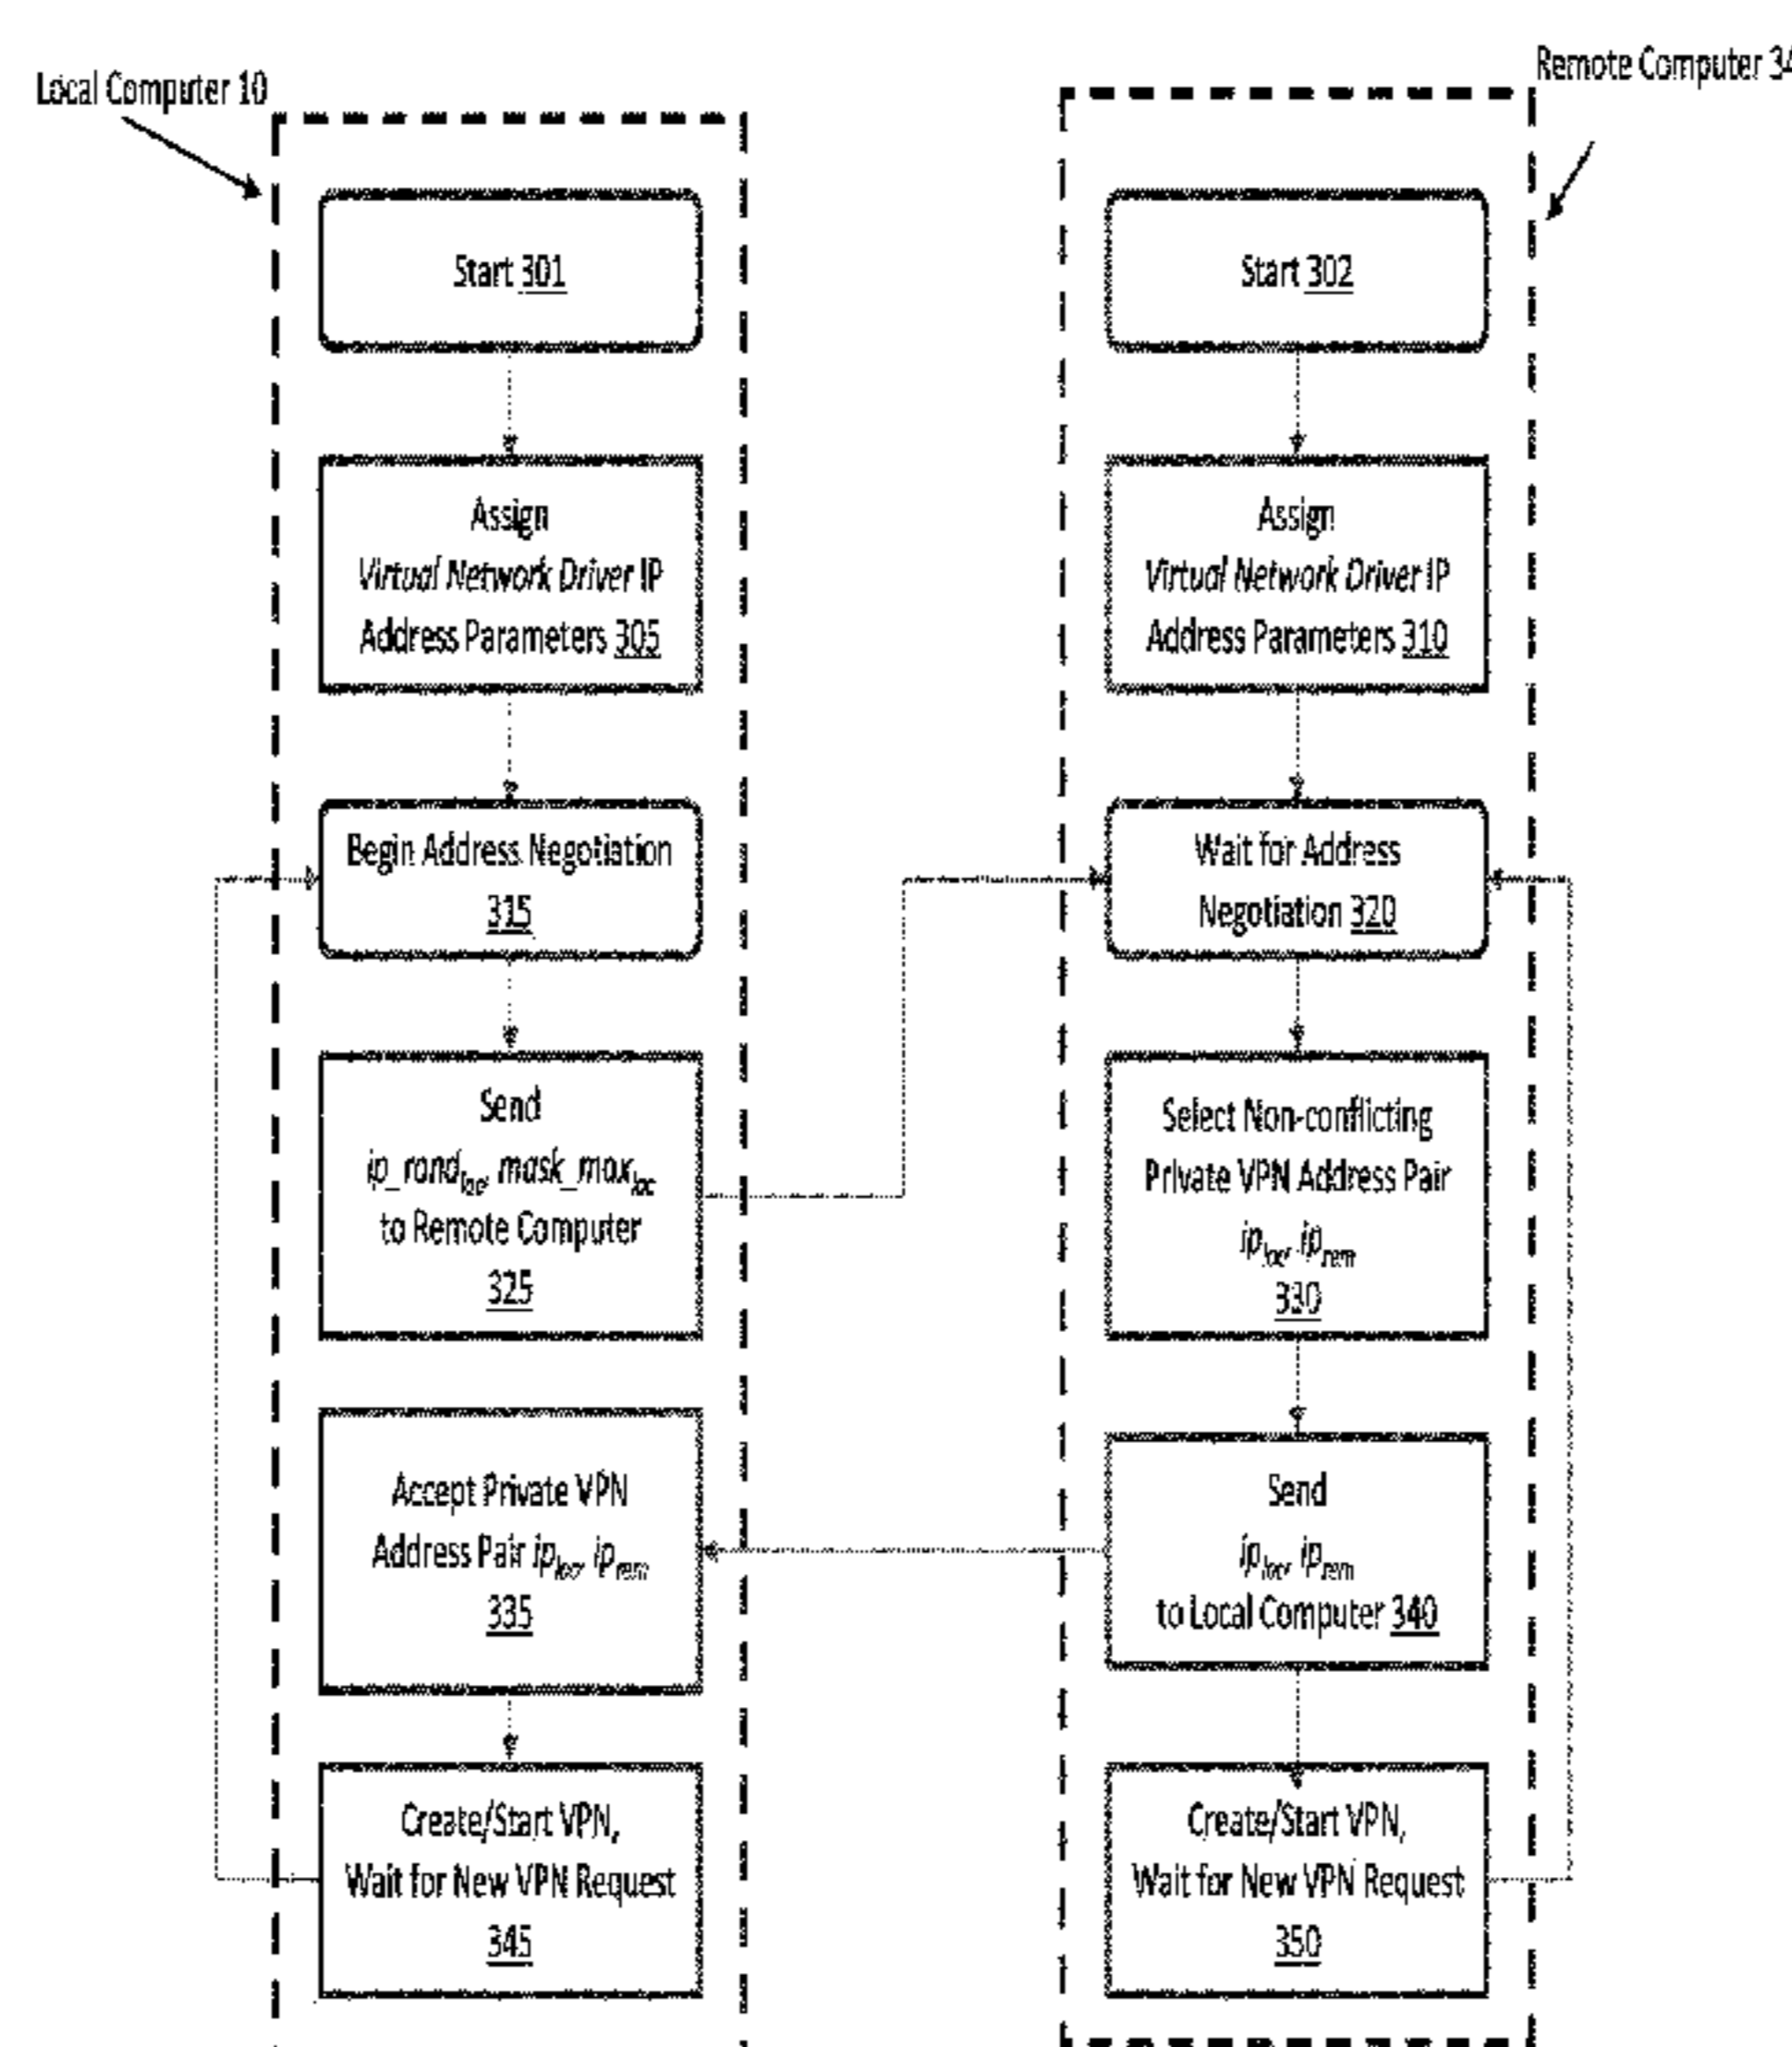 Local Computer 10
Start 301
Assign
Virtual Network Driver IP
Address Parameters 305
Begin Address Negotiation
315
Send
ip_rand_loc, mask_max_loc
to Remote Computer
325
Accept Private VPN
Address Pair ip_loc, ip_rem
335
Create/Start VPN,
Wait for New VPN Request
345
Remote Computer 34
Start 302
Assign
Virtual Network Driver IP
Address Parameters 310
Wait for Address
Negotiation 320
Select Non-conflicting
Private VPN Address Pair
ip_loc, ip_rem
330
Send
ip_loc, ip_rem
to Local Computer 340
Create/Start VPN,
Wait for New VPN Request
350